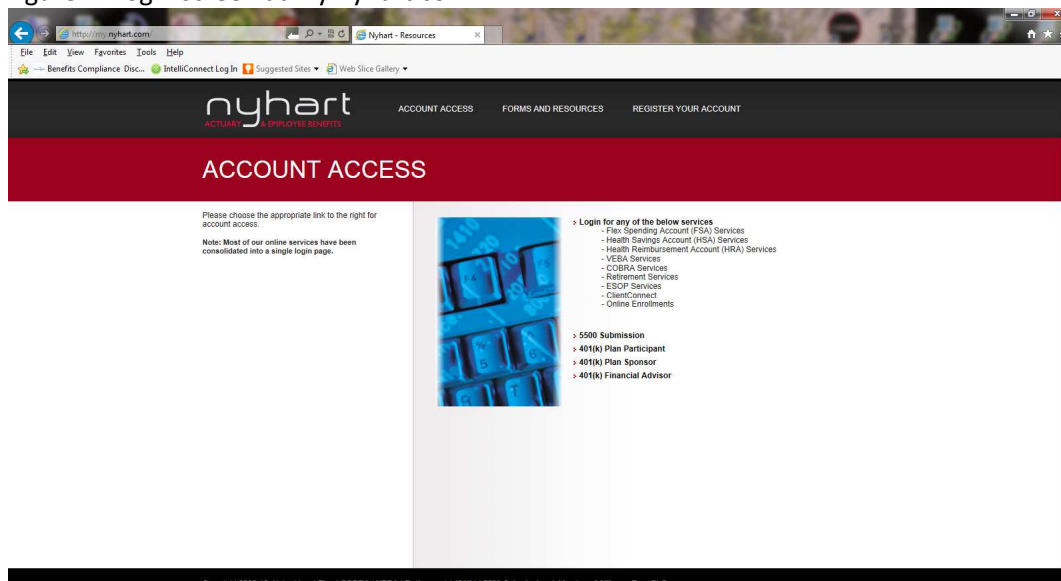 http://my.nyhart.com
Nyhart - Resources
File Edit View Favorites Tools Help
Benefits Compliance Disc... IntelliConnect Log In Suggested Sites Web Slice Gallery
nyhart
ACTUARY & EMPLOYEE BENEFITS
ACCOUNT ACCESS FORMS AND RESOURCES REGISTER YOUR ACCOUNT
ACCOUNT ACCESS
Please choose the appropriate link to the right for
account access.
Note: Most of our online services have been
consolidated into a single login page.
Login for any of the below services
- Flex Spending Account (FSA) Services
- Health Savings Account (HSA) Services
- Health Reimbursement Account (HRA) Services
- VEBA Services
- COBRA Services
- Retirement Services
- ESOP Services
- ClientConnect
- Online Enrollments
5500 Submission
401(k) Plan Participant
401(k) Plan Sponsor
401(k) Financial Advisor
F4
F5
5
6
R
T